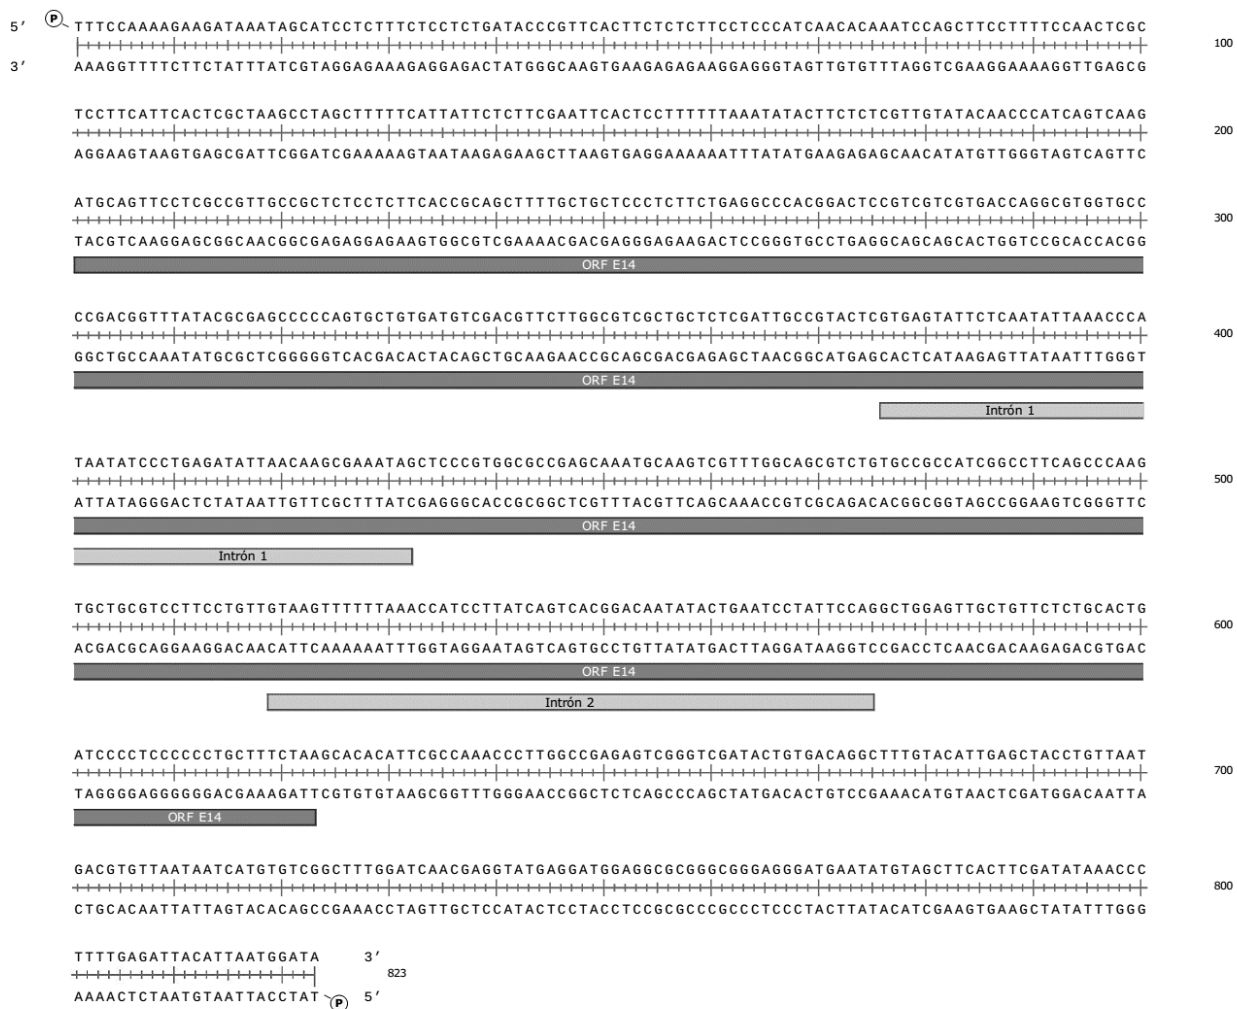 5′ P TTTCCAAAAGAAGATAAATAGCATCCTCTTTCTCCTCTGATACCCGTTCACTTCTCTCTTCCTCCCATCAACACAAATCCAGCTTCCTTTTCCAACTCGC
100
3′ AAAGGTTTTCTTCTATTTATCGTAGGAGAAAGAGGAGACTATGGGCAAGTGAAGAGAGAAGGAGGGTAGTTGTGTTTAGGTCGAAGGAAAAGGTTGAGCG
TCCTTCATTCACTCGCTAAGCCTAGCTTTTTCATTATTCTCTTCGAATTCACTCCTTTTTTAAATATACTTCTCTCGTTGTATACAACCCATCAGTCAAG
200
AGGAAGTAAGTGAGCGATTCGGATCGAAAAAGTAATAAGAGAAGCTTAAGTGAGGAAAAAATTTATATGAAGAGAGCAACATATGTTGGGTAGTCAGTTC
ATGCAGTTCCTCGCCGTTGCCGCTCTCCTCTTCACCGCAGCTTTTGCTGCTCCCTCTTCTGAGGCCCACGGACTCCGTCGTCGTGACCAGGCGTGGTGCC
300
TACGTCAAGGAGCGGCAACGGCGAGAGGAGAAGTGGCGTCGAAAACGACGAGGGAGAAGACTCCGGGTGCCTGAGGCAGCAGCACTGGTCCGCACCACGG
ORF E14
CCGACGGTTTATACGCGAGCCCCCAGTGCTGTGATGTCGACGTTCTTGGCGTCGCTGCTCTCGATTGCCGTACTCGTGAGTATTCTCAATATTAAACCCA
400
GGCTGCCAAATATGCGCTCGGGGGTCACGACACTACAGCTGCAAGAACCGCAGCGACGAGAGCTAACGGCATGAGCACTCATAAGAGTTATAATTTGGGT
ORF E14
Intrón 1
TAATATCCCTGAGATATTAACAAGCGAAATAGCTCCCGTGGCGCCGAGCAAATGCAAGTCGTTTGGCAGCGTCTGTGCCGCCATCGGCCTTCAGCCCAAG
500
ATTATAGGGACTCTATAATTGTTCGCTTTATCGAGGGCACCGCGGCTCGTTTACGTTCAGCAAACCGTCGCAGACACGGCGGTAGCCGGAAGTCGGGTTC
ORF E14
Intrón 1
TGCTGCGTCCTTCCTGTTGTAAGTTTTTTAAACCATCCTTATCAGTCACGGACAATATACTGAATCCTATTCCAGGCTGGAGTTGCTGTTCTCTGCACTG
600
ACGACGCAGGAAGGACAACATTCAAAAAATTTGGTAGGAATAGTCAGTGCCTGTTATATGACTTAGGATAAGGTCCGACCTCAACGACAAGAGACGTGAC
ORF E14
Intrón 2
ATCCCCTCCCCCCTGCTTTCTAAGCACACATTCGCCAAACCCTTGGCCGAGAGTCGGGTCGATACTGTGACAGGCTTTGTACATTGAGCTACCTGTTAAT
700
TAGGGGAGGGGGGACGAAAGATTCGTGTGTAAGCGGTTTGGGAACCGGCTCTCAGCCCAGCTATGACACTGTCCGAAACATGTAACTCGATGGACAATTA
ORF E14
GACGTGTTAATAATCATGTGTCGGCTTTGGATCAACGAGGTATGAGGATGGAGGCGCGGGCGGGAGGGATGAATATGTAGCTTCACTTCGATATAAACCC
800
CTGCACAATTATTAGTACACAGCCGAAACCTAGTTGCTCCATACTCCTACCTCCGCGCCCGCCCTCCCTACTTATACATCGAAGTGAAGCTATATTTGGG
TTTTGAGATTACATTAATGGATA 3′
823
AAAACTCTAATGTAATTACCTAT P 5′